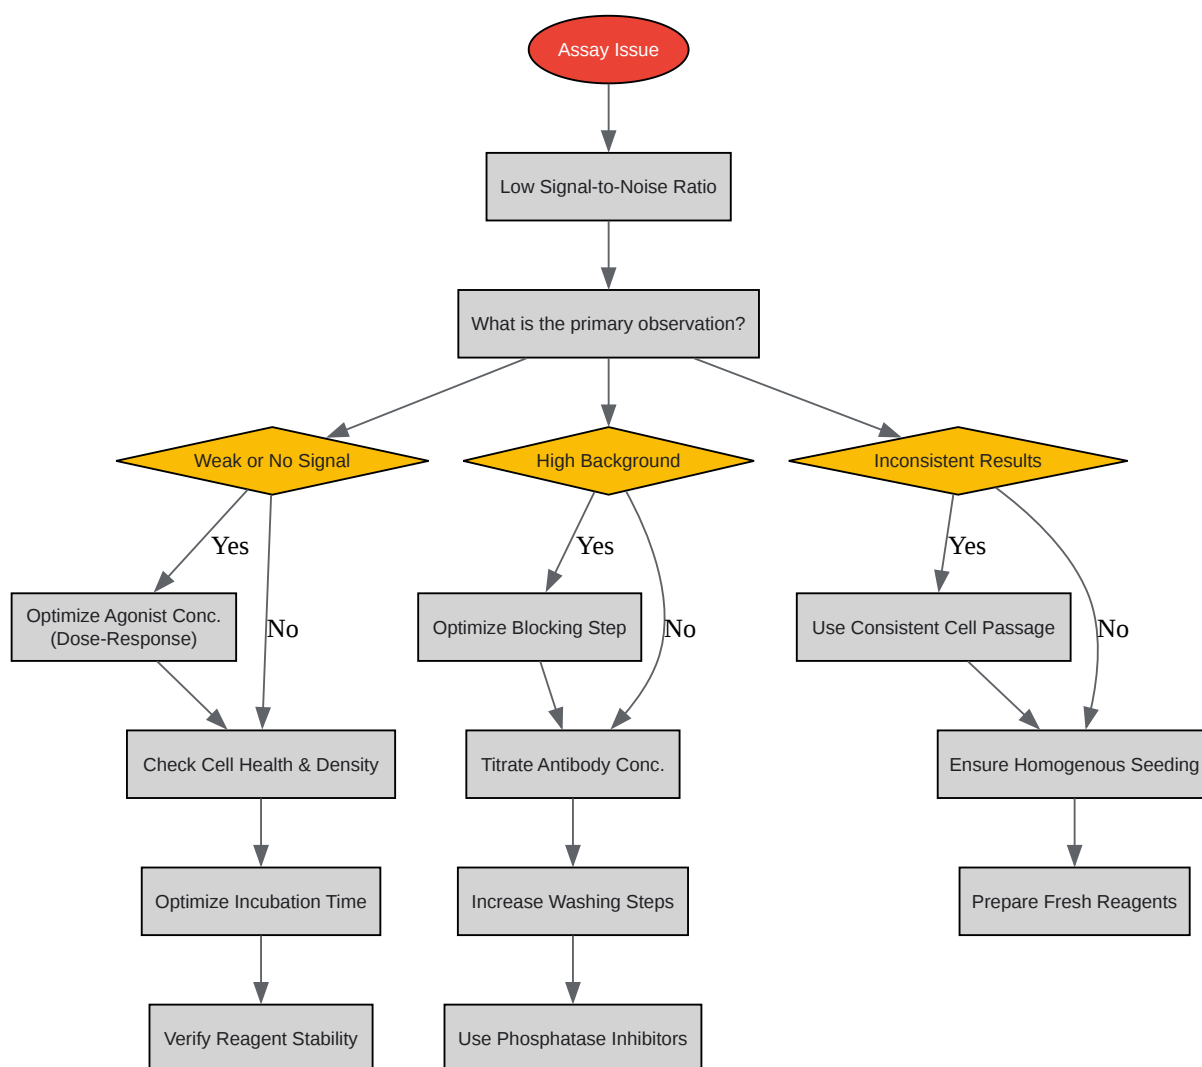 Assay Issue
Low Signal-to-Noise Ratio
What is the primary observation?
Weak or No Signal
High Background
Inconsistent Results
Yes
Yes
Yes
Optimize Agonist Conc.
(Dose-Response)
No
Optimize Blocking Step
No
Use Consistent Cell Passage
No
Check Cell Health & Density
Titrate Antibody Conc.
Ensure Homogenous Seeding
Optimize Incubation Time
Increase Washing Steps
Prepare Fresh Reagents
Verify Reagent Stability
Use Phosphatase Inhibitors